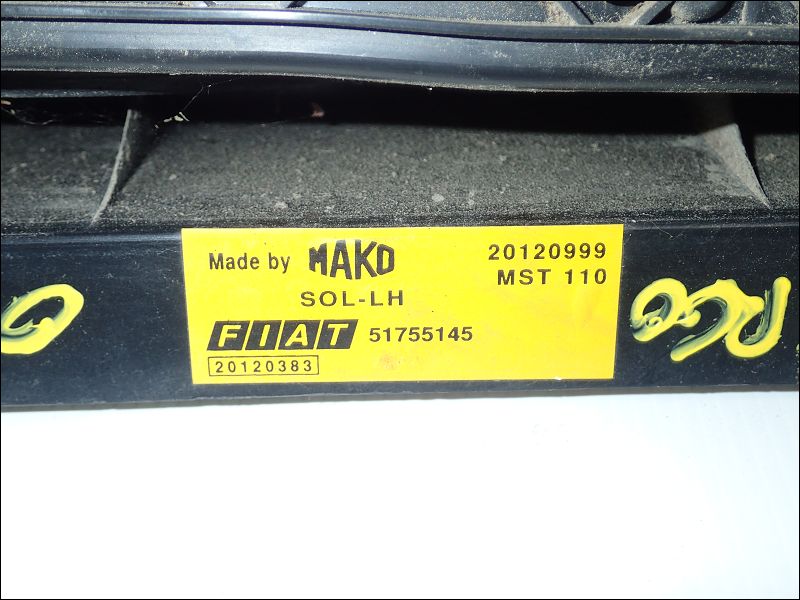 Made by MAKO 20120999
MST 110
SOL-LH
FIAT 51755145
20120383